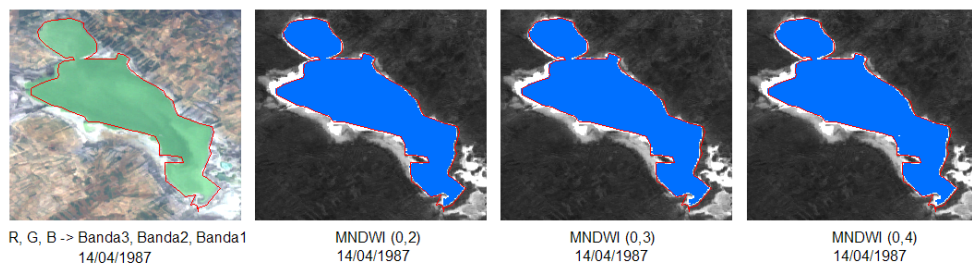 R, G, B -> Banda3, Banda2, Banda1
14/04/1987
MNDWI (0,2)
14/04/1987
MNDWI (0,3)
14/04/1987
MNDWI (0,4)
14/04/1987